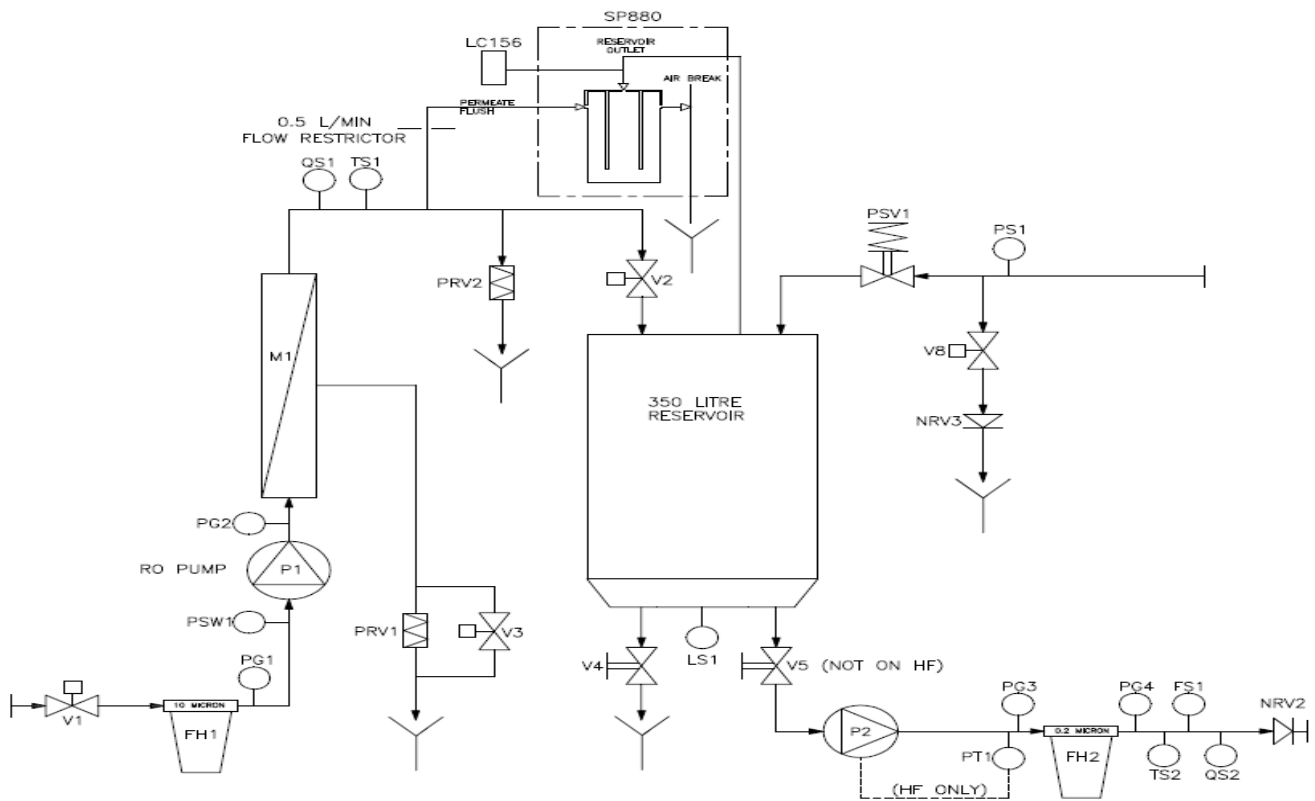 SP880
LC156
RESERVOIR
OUTLET
AIR BREAK
PERMEATE
FLUSH
0.5 L/MIN
FLOW RESTRICTOR
QS1
TS1
PSV1
PS1
PRV2
V2
M1
V8
350 LITRE
RESERVOIR
NRV3
PG2
RO PUMP
P1
PSW1
PRV1
V3
PG1
V4
LS1
V5 (NOT ON HF)
V1
10 MICRON
FH1
PG3
PG4
FS1
NRV2
P2
0.2 MICRON
PT1
FH2
TS2
QS2
(HF ONLY)